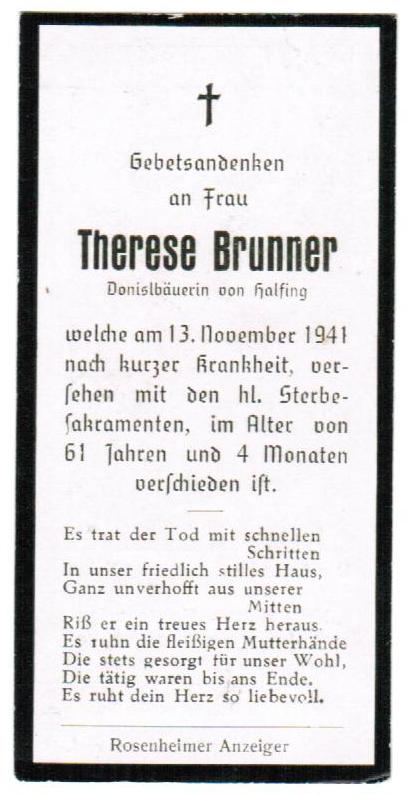 Gebetsandenken
an Frau
Therese Brunner
Donislbäuerin von Halfing
welche am 13. November 1941
nach kurzer Krankheit, ver-
sehen mit den hl. Sterbe-
sakramenten, im Alter von
61 Jahren und 4 Monaten
verschieden ist.
Es trat der Tod mit schnellen
Schritten
In unser friedlich stilles Haus,
Ganz unverhofft aus unserer
Mitten
Riß er ein treues Herz heraus.
Es ruhn die fleißigen Mutterhände
Die stets gesorgt für unser Wohl,
Die tätig waren bis ans Ende.
Es ruht dein Herz so liebevoll.
Rosenheimer Anzeiger